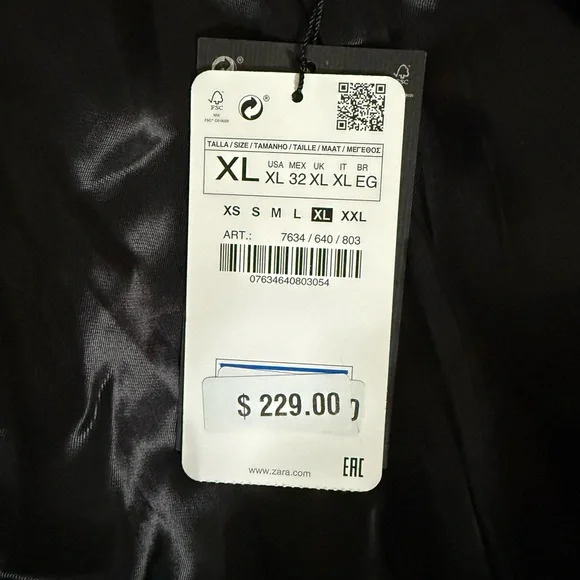 FSC
TALLA / SIZE / TAMANHO / TAILLE / MAAT / ΜΕΓΕΘΟΣ
XL
USA MEX UK IT BR
XL 32 XL XL EG
XS S M L XL XXL
ART.: 7634 / 640 / 803
07634640803054
$ 229.00
www.zara.com
EAC